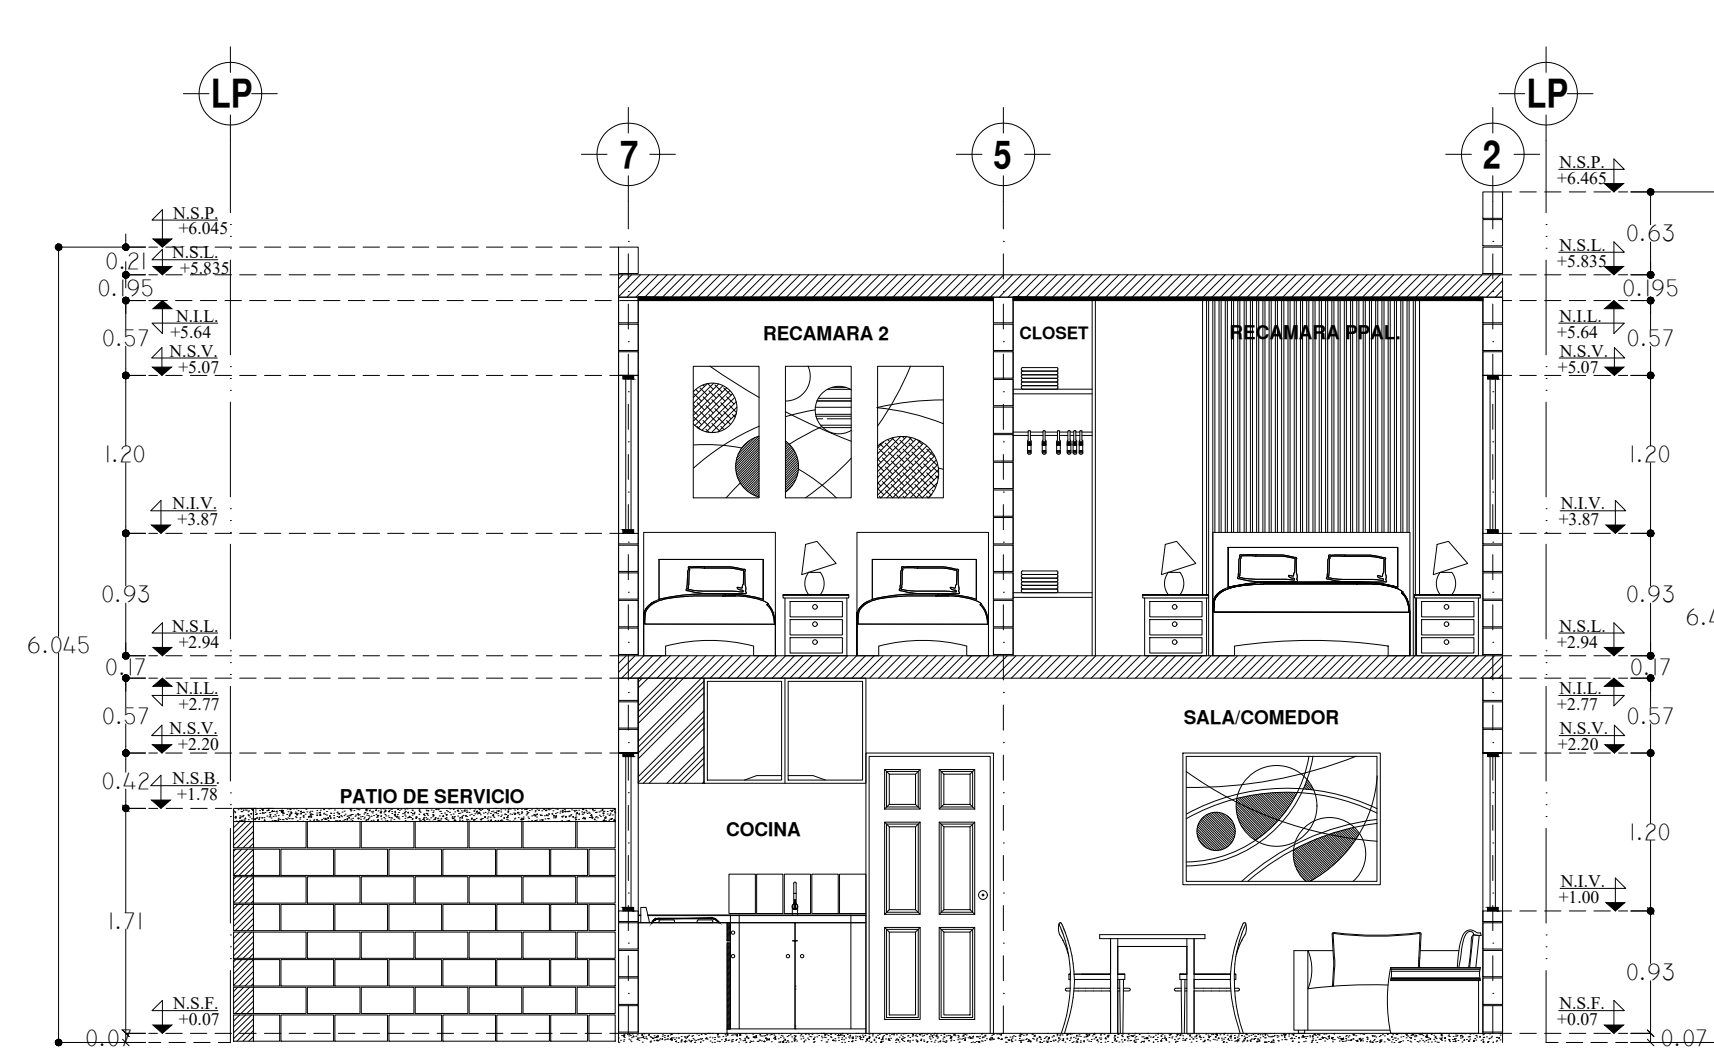 LP
LP
7
5
2
N.S.P.
+6.465
N.S.P.
+6.045
0.63
N.S.L.
+5.835
N.S.L.
+5.835
0.21
0.195
0.195
N.I.L.
+5.64
N.I.L.
+5.64
0.57
0.57
RECAMARA 2
CLOSET
RECAMARA PPAL.
N.S.V.
+5.07
N.S.V.
+5.07
1.20
1.20
N.I.V.
+3.87
N.I.V.
+3.87
0.93
0.93
N.S.L.
+2.94
N.S.L.
+2.94
6.045
0.17
0.17
N.I.L.
+2.77
N.I.L.
+2.77
0.57
0.57
SALA/COMEDOR
N.S.V.
+2.20
N.S.V.
+2.20
0.42
N.S.B.
+1.78
PATIO DE SERVICIO
COCINA
1.20
N.I.V.
+1.00
1.71
0.93
N.S.F.
+0.07
N.S.F.
+0.07
0.07
0.07